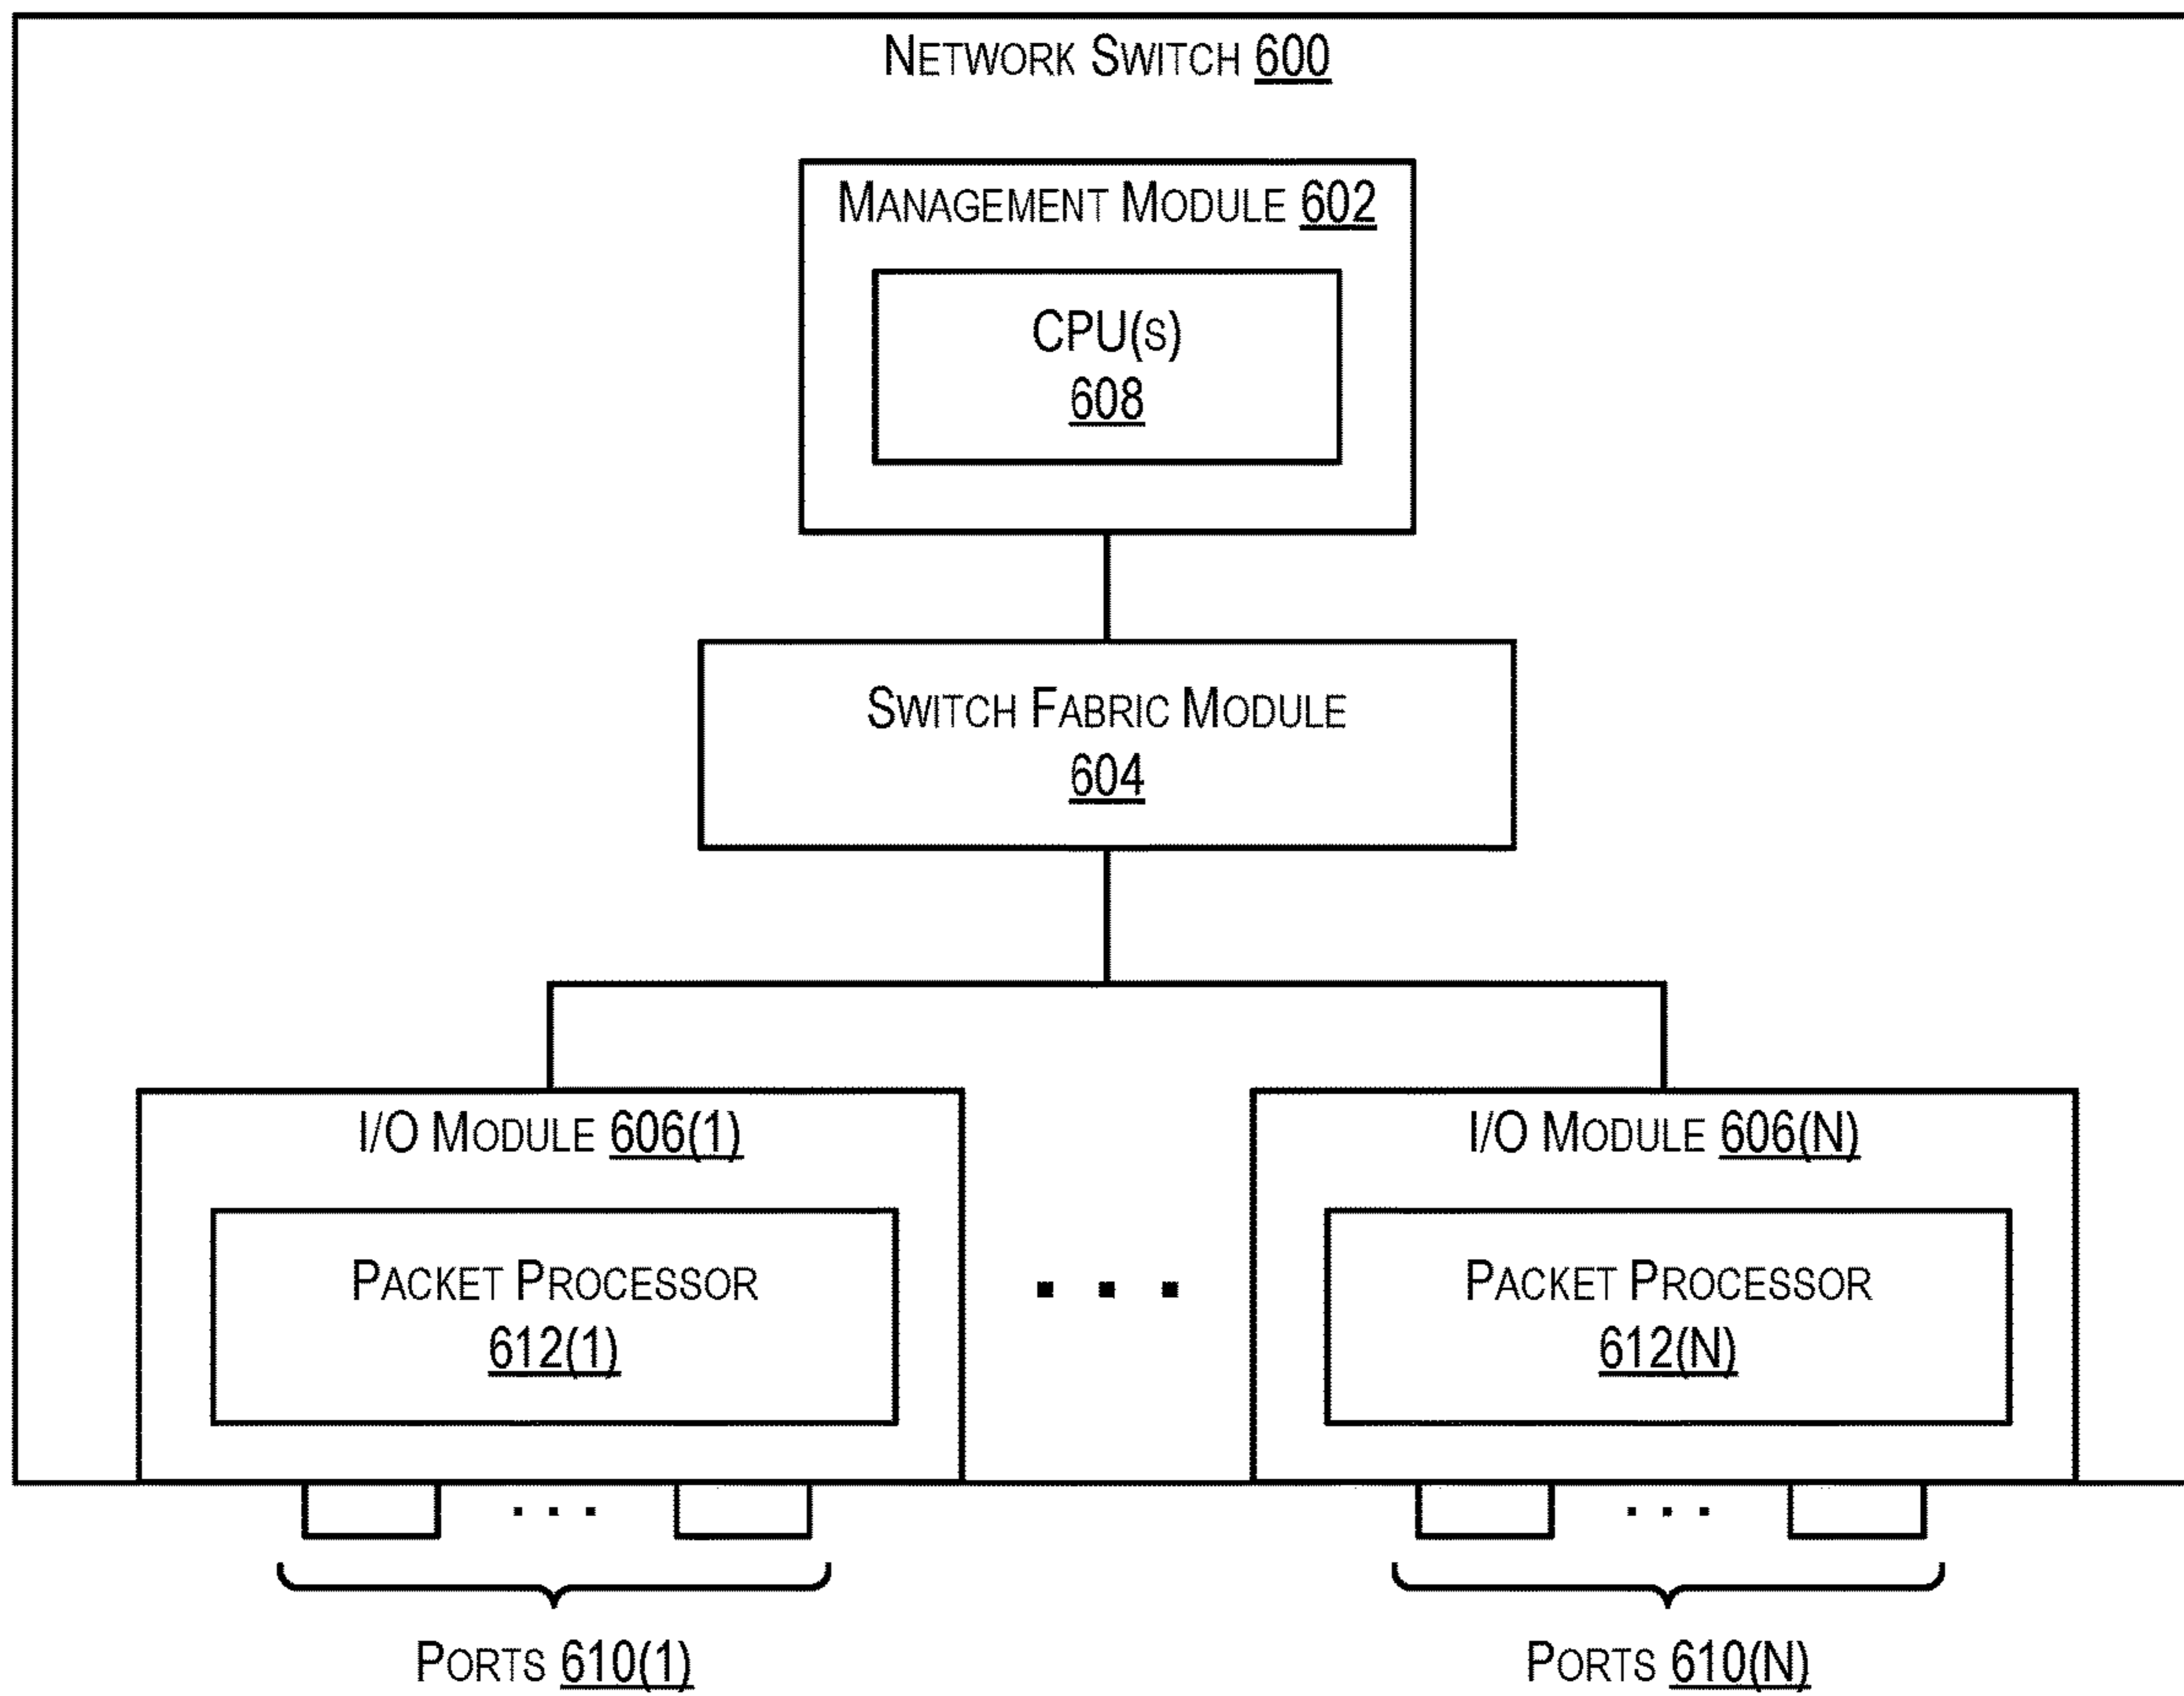 NETWORK SWITCH 600
MANAGEMENT MODULE 602
CPU(S)
608
SWITCH FABRIC MODULE
604
I/O MODULE 606(1)
I/O MODULE 606(N)
PACKET PROCESSOR
612(1)
. . .
PACKET PROCESSOR
612(N)
. . .
. . .
PORTS 610(1)
PORTS 610(N)